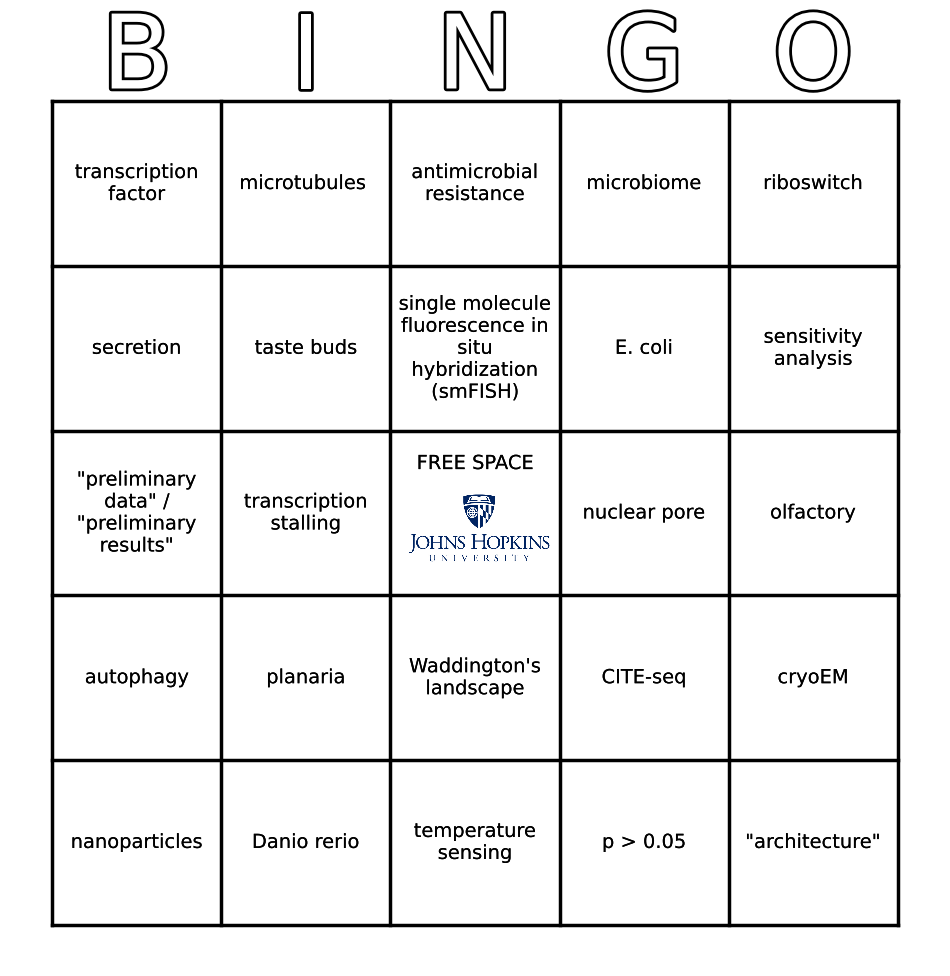 B I N G O
transcription
factor
microtubules
antimicrobial
resistance
microbiome
riboswitch
secretion
taste buds
single molecule
fluorescence in
situ
hybridization
(smFISH)
E. coli
sensitivity
analysis
"preliminary
data" /
"preliminary
results"
transcription
stalling
FREE SPACE
JOHNS HOPKINS
UNIVERSITY
nuclear pore
olfactory
autophagy
planaria
Waddington's
landscape
CITE-seq
cryoEM
nanoparticles
Danio rerio
temperature
sensing
p > 0.05
"architecture"